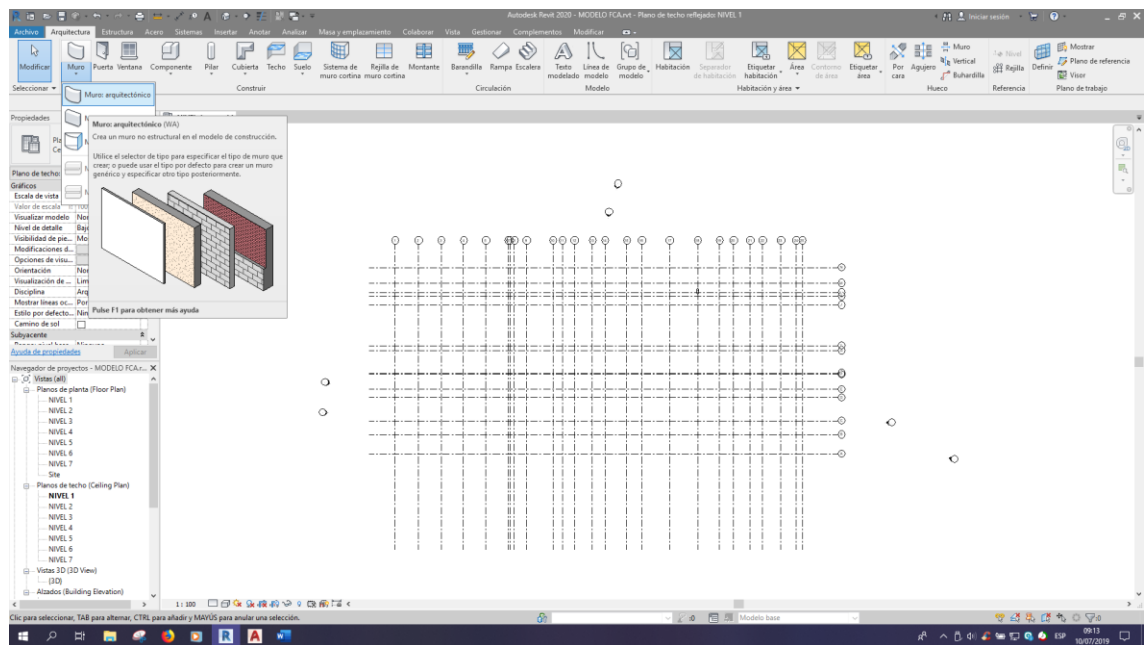 Autodesk Revit 2020 - MODELO FCA.rvt - Plano de techo reflejado: NIVEL 1
Iniciar sesión
Archivo Arquitectura Estructura Acero Sistemas Insertar Anotar Analizar Masa y emplazamiento Colaborar Vista Gestionar Complementos Modificar
Modificar
Muro Puerta Ventana Componente Pilar Cubierta Techo Suelo Sistema de muro cortina Rejilla de muro cortina Montante
Barandilla Rampa Escalera
Texto modelado Línea de modelo Grupo de modelo
Habitación Separador de habitación Etiquetar habitación Área Contorno de área Etiquetar área
Por cara Agujero Muro Vertical Buhardilla
Nivel Rejilla
Definir Mostrar Plano de referencia Visor
Seleccionar Construir Circulación Modelo Habitación y área Hueco Referencia Plano de trabajo
Muro: arquitectónico
Propiedades
Muro: arquitectónico (WA)
Crea un muro no estructural en el modelo de construcción.
Utilice el selector de tipo para especificar el tipo de muro que
crear; o puede usar el tipo por defecto para crear un muro
genérico y especificar otro tipo posteriormente.
Pulse F1 para obtener más ayuda
Plano de techo:
Gráficos
Escala de vista
Valor de escala
Visualizar modelo
Nivel de detalle
Visibilidad de pie...
Modificaciones d...
Opciones de visu...
Orientación
Visualización de ...
Disciplina
Mostrar líneas oc...
Estilo por defecto...
Camino de sol
Subyacente
Ayuda de propiedades Aplicar
Navegador de proyectos - MODELO FCA.r...
Vistas (all)
Planos de planta (Floor Plan)
NIVEL 1
NIVEL 2
NIVEL 3
NIVEL 4
NIVEL 5
NIVEL 6
NIVEL 7
Site
Planos de techo (Ceiling Plan)
NIVEL 1
NIVEL 2
NIVEL 3
NIVEL 4
NIVEL 5
NIVEL 6
NIVEL 7
Vistas 3D (3D View)
{3D}
Alzados (Building Elevation)
1 : 100
Clic para seleccionar, TAB para alternar, CTRL para añadir y MAYÚS para anular una selección.
:0 Modelo base
:0
ESP
09:13
10/07/2019